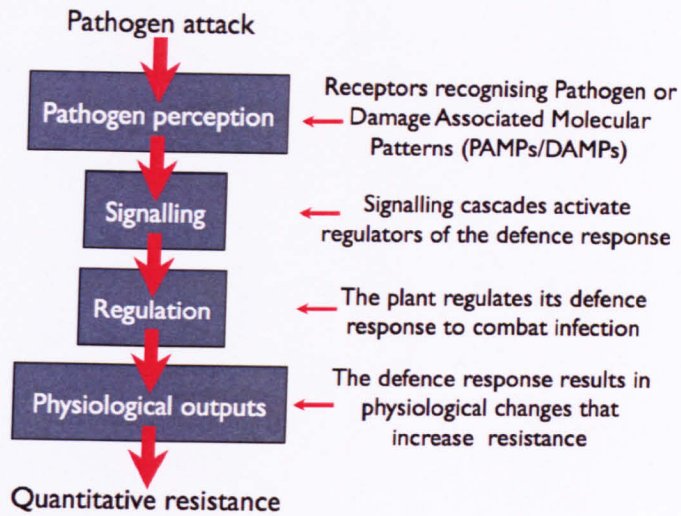 Pathogen attack
Pathogen perception
Receptors recognising Pathogen or
Damage Associated Molecular
Patterns (PAMPs/DAMPs)
Signalling
Signalling cascades activate
regulators of the defence response
Regulation
The plant regulates its defence
response to combat infection
Physiological outputs
The defence response results in
physiological changes that
increase resistance
Quantitative resistance